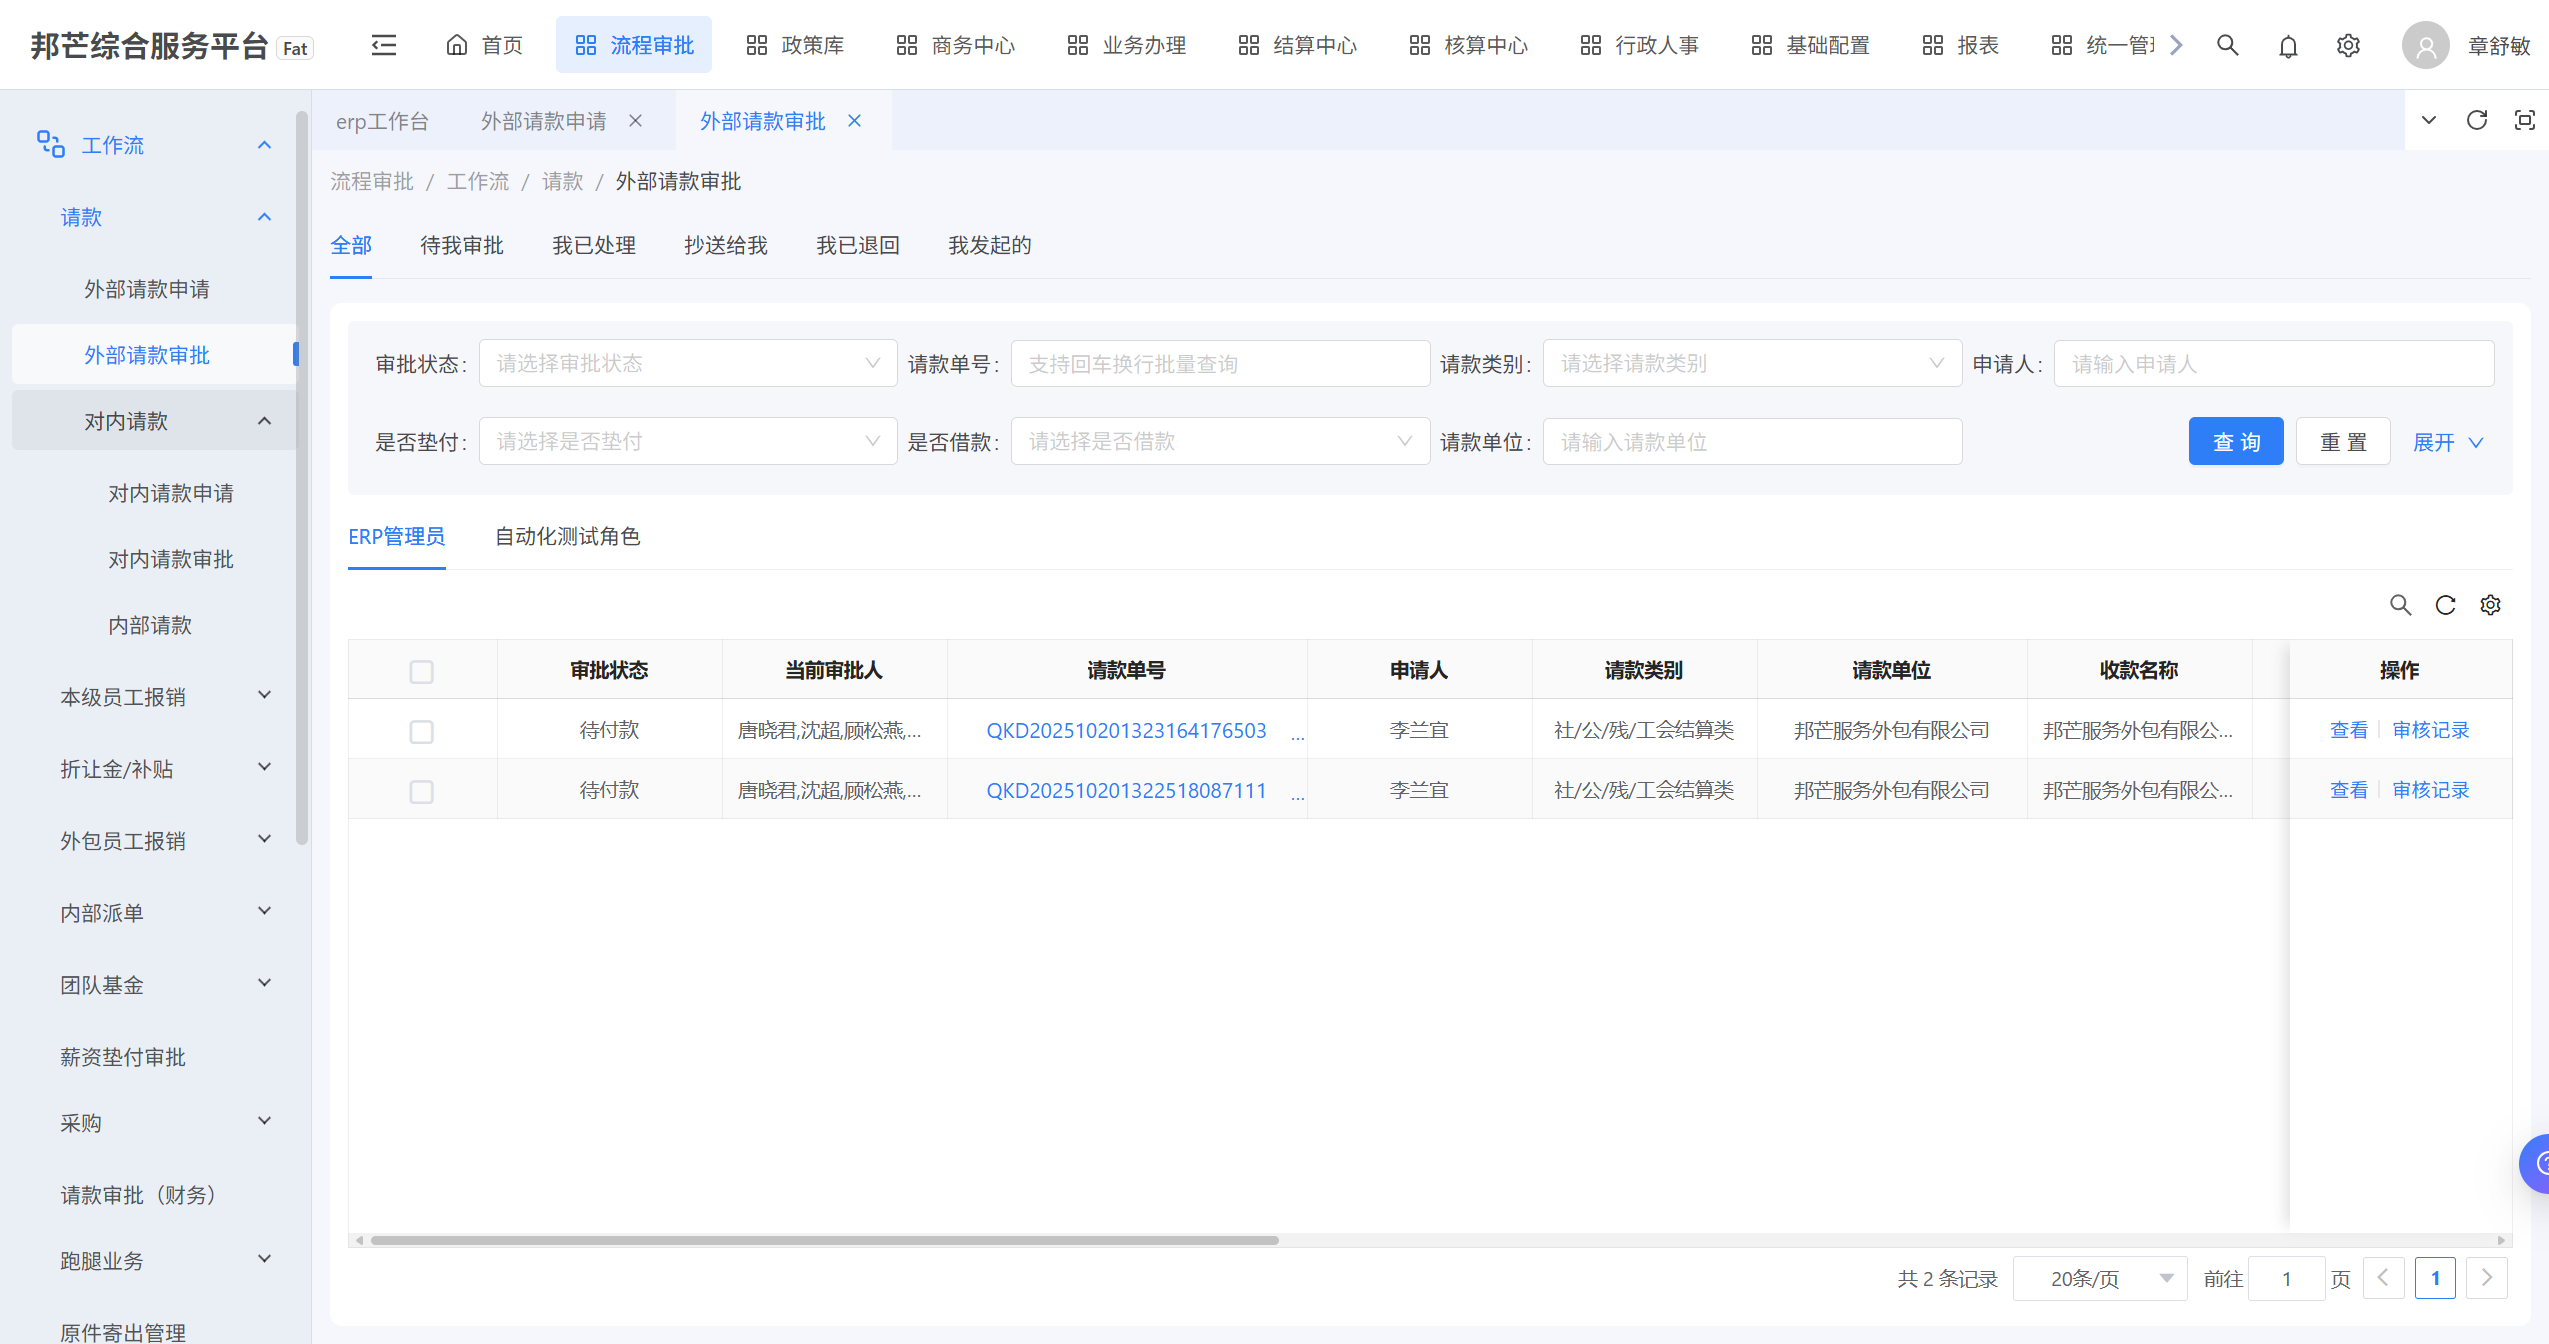 邦芒综合服务平台 Fat
首页 流程审批 政策库 商务中心 业务办理 结算中心 核算中心 行政人事 基础配置 报表 统一管 章舒敏
工作流
请款
外部请款申请
外部请款审批
对内请款
对内请款申请
对内请款审批
内部请款
本级员工报销
折让金/补贴
外包员工报销
内部派单
团队基金
薪资垫付审批
采购
请款审批（财务）
跑腿业务
原件寄出管理
erp工作台 外部请款申请 外部请款审批
流程审批 / 工作流 / 请款 / 外部请款审批
全部 待我审批 我已处理 抄送给我 我已退回 我发起的
审批状态: 请选择审批状态 请款单号: 支持回车换行批量查询 请款类别: 请选择请款类别 申请人: 请输入申请人
是否垫付: 请选择是否垫付 是否借款: 请选择是否借款 请款单位: 请输入请款单位 查 询 重 置 展开
ERP管理员 自动化测试角色
审批状态 当前审批人 请款单号 申请人 请款类别 请款单位 收款名称 操作
待付款 唐晓君,沈超,顾松燕,... QKD202510201323164176503 ... 李兰宜 社/公/残/工会结算类 邦芒服务外包有限公司 邦芒服务外包有限公... 查看 审核记录
待付款 唐晓君,沈超,顾松燕,... QKD202510201322518087111 ... 李兰宜 社/公/残/工会结算类 邦芒服务外包有限公司 邦芒服务外包有限公... 查看 审核记录
共 2 条记录 20条/页 前往 1 页 1